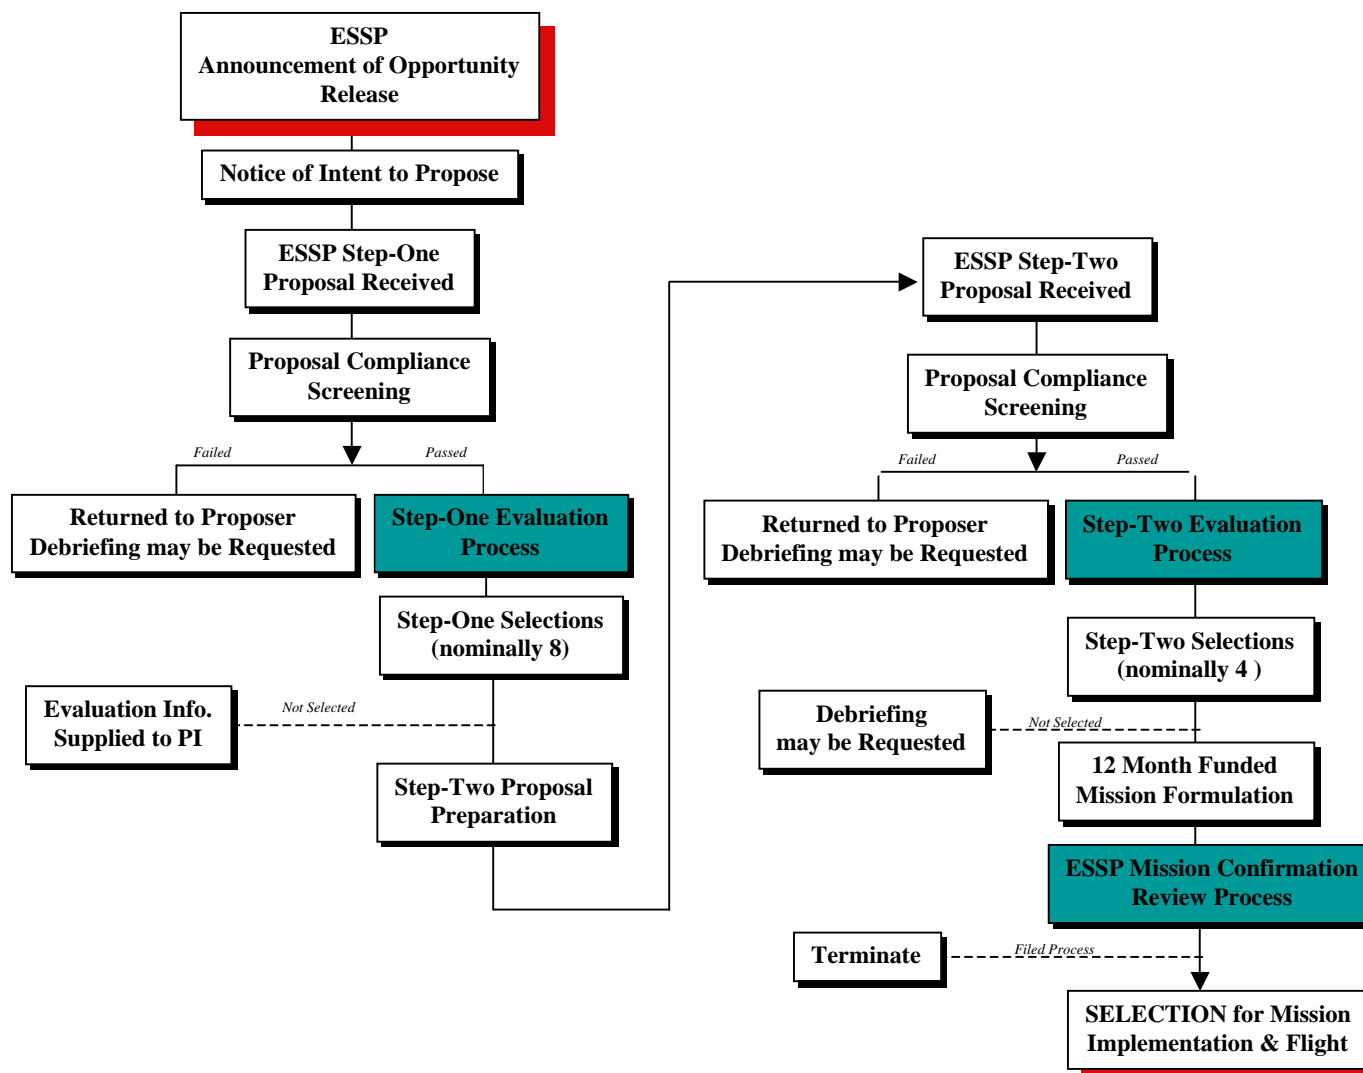 ESSP
Announcement of Opportunity
Release
Notice of Intent to Propose
ESSP Step-One
Proposal Received
Proposal Compliance
Screening
Failed
Passed
Returned to Proposer
Debriefing may be Requested
Step-One Evaluation
Process
Step-One Selections
(nominally 8)
Evaluation Info.
Supplied to PI
Not Selected
Step-Two Proposal
Preparation
ESSP Step-Two
Proposal Received
Proposal Compliance
Screening
Failed
Passed
Returned to Proposer
Debriefing may be Requested
Step-Two Evaluation
Process
Step-Two Selections
(nominally 4 )
Debriefing
may be Requested
Not Selected
12 Month Funded
Mission Formulation
ESSP Mission Confirmation
Review Process
Terminate
Filed Process
SELECTION for Mission
Implementation & Flight